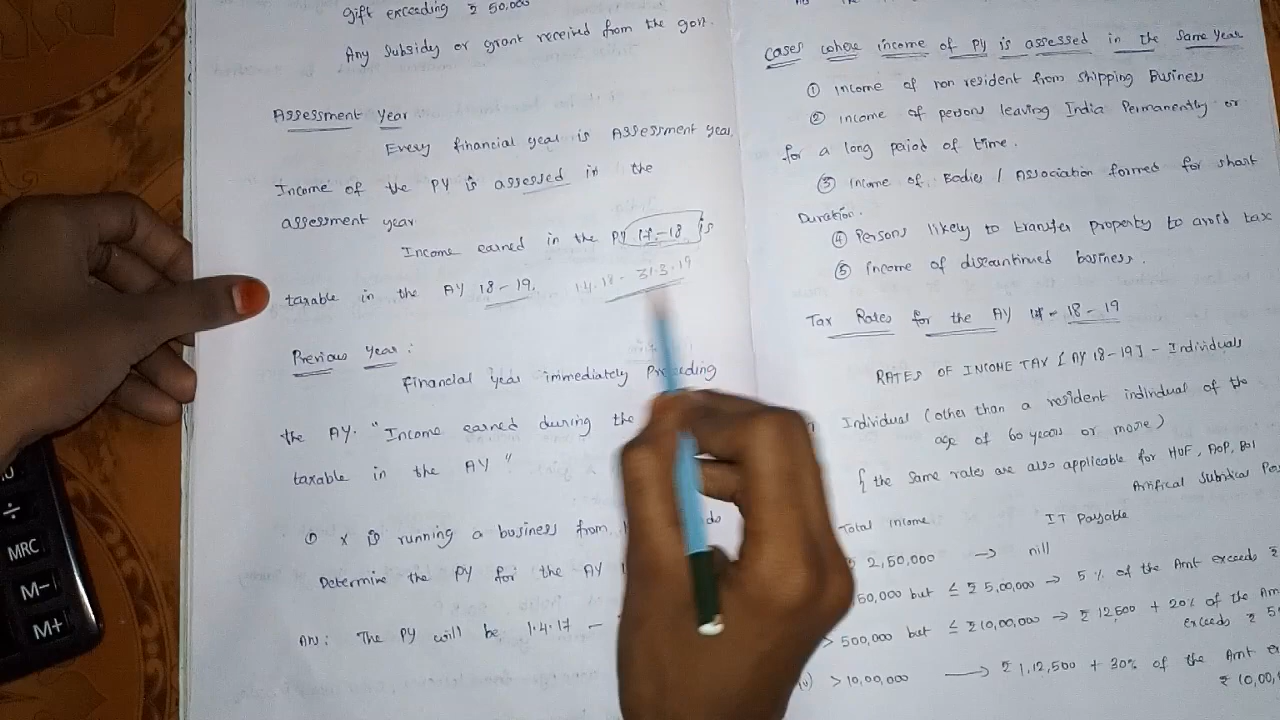 gift exceeding ₹ 50,000
Any Subsidy or grant received from the govt.
Assessment Year
Every financial year is Assessment year
Income of the PY is assessed in the
assessment year
Income earned in the PY 17-18 is
taxable in the AY 18-19. 1.4.18 - 31.3.19
Previous Year :
Financial year immediately Preceding
the AY. "Income earned during the
taxable in the AY"
① X is running a business from
Determine the PY for the AY
Ans: The PY will be 1.4.17 -
Cases where income of PY is assessed in the same year
① Income of non resident from shipping Business
② Income of persons leaving India Permanently or
for a long peiod of time.
③ Income of Bodies / Association formed for short
Duration.
④ Persons likely to transfer property to avoid tax
⑤ Income of discontinued business.
Tax Rates for the AY 18-19
RATES OF INCOME TAX [AY 18-19] - Individuals
Individual (other than a resident individual of the
age of 60 years or more)
{ the same rates are also applicable for HUF, AOP, BOI
Total income IT Payable
₹ 2,50,000 → nill
50,000 but ≤ ₹ 5,00,000 → 5% of the Amt exceeds ₹
> 500,000 but ≤ ₹10,00,000 → ₹ 12,500 + 20% of the Am
exceeds ₹ 5
> 10,00,000 → ₹ 1,12,500 + 30% of the Amt e
₹ 10,00,
÷
MRC
M-
M+